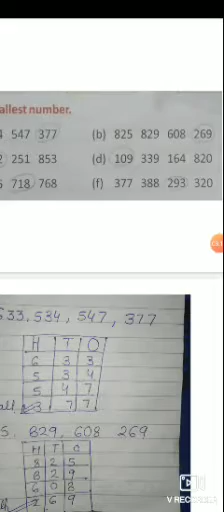 allest number.
4 547 377 (b) 825 829 608 269
2 251 853 (d) 109 339 164 820
718 768 (f) 377 388 293 320
633, 534, 547, 377
H T O
6 3 3
5 3 4
5 4 7
all 3 7 7
5, 829, 608 269
H T O
8 2 5
8 2 9
6 0 8
2 6 9
V RECORDER